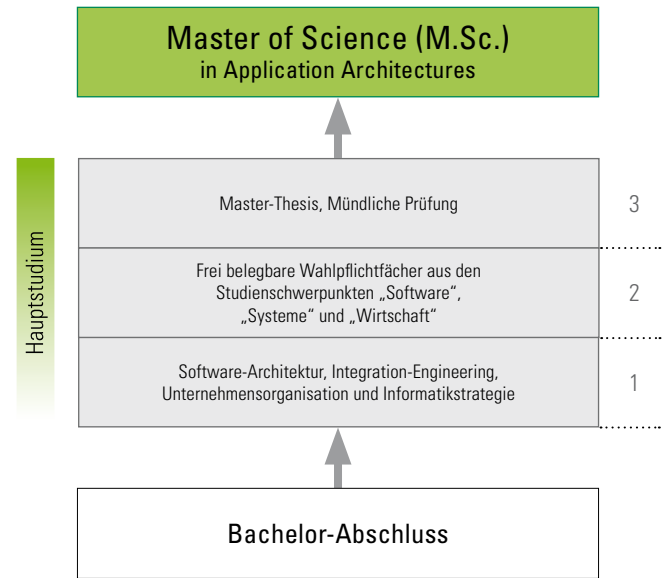 Master of Science (M.Sc.)
in Application Architectures
Hauptstudium
Master-Thesis, Mündliche Prüfung
3
Frei belegbare Wahlpflichtfächer aus den
Studienschwerpunkten „Software“,
„Systeme“ und „Wirtschaft“
2
Software-Architektur, Integration-Engineering,
Unternehmensorganisation und Informatikstrategie
1
Bachelor-Abschluss